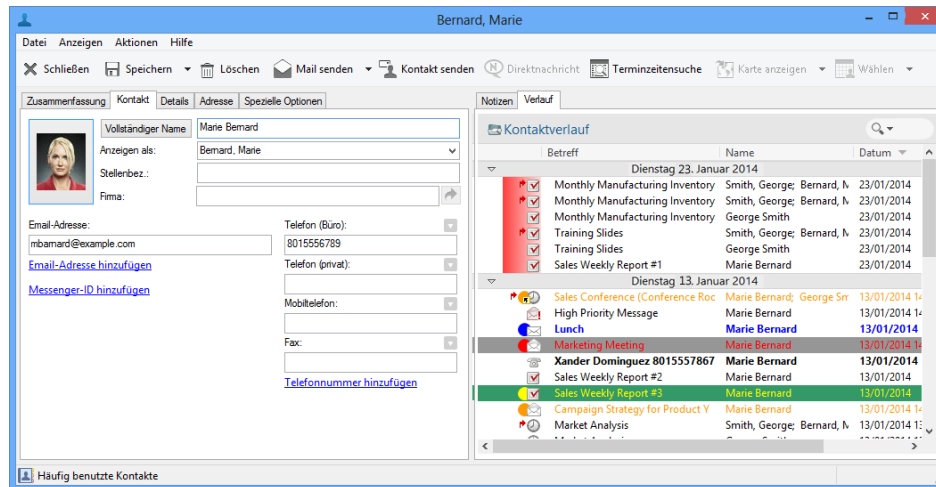 Bernard, Marie
Datei Anzeigen Aktionen Hilfe
Schließen Speichern Löschen Mail senden Kontakt senden Direktnachricht Terminzeitensuche Karte anzeigen Wählen
Zusammenfassung Kontakt Details Adresse Spezielle Optionen
Vollständiger Name Marie Bernard
Anzeigen als: Bernard, Marie
Stellenbez.:
Firma:
Email-Adresse:
mbarnard@example.com
Email-Adresse hinzufügen
Messenger-ID hinzufügen
Telefon (Büro):
8015556789
Telefon (privat):
Mobiltelefon:
Fax:
Telefonnummer hinzufügen
Notizen Verlauf
Kontaktverlauf
Betreff Name Datum
Dienstag 23. Januar 2014
Monthly Manufacturing Inventory Smith, George; Bernard, M 23/01/2014
Monthly Manufacturing Inventory Smith, George; Bernard, M 23/01/2014
Monthly Manufacturing Inventory George Smith 23/01/2014
Training Slides Smith, George; Bernard, M 23/01/2014
Training Slides George Smith 23/01/2014
Sales Weekly Report #1 Marie Bernard 23/01/2014
Dienstag 13. Januar 2014
Sales Conference (Conference Roc Marie Bernard; George Sm 13/01/2014 14
High Priority Message Marie Bernard 13/01/2014 14
Lunch Marie Bernard 13/01/2014
Marketing Meeting Marie Bernard 13/01/2014 14
Xander Dominguez 8015557867 Marie Bernard 13/01/2014
Sales Weekly Report #2 Marie Bernard 13/01/2014
Sales Weekly Report #3 Marie Bernard 13/01/2014
Campaign Strategy for Product Y Marie Bernard 13/01/2014 14
Market Analysis Smith, George; Bernard, M 13/01/2014 13
Häufig benutzte Kontakte